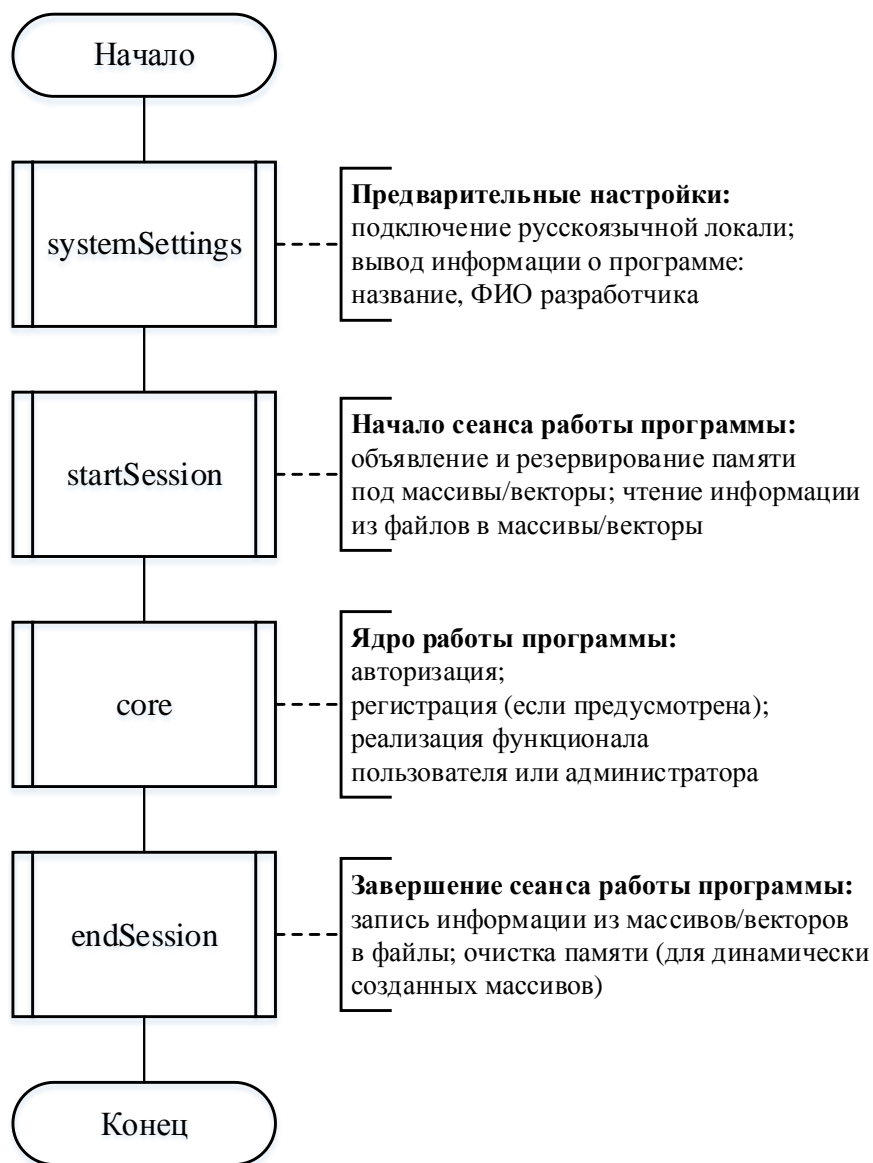 Начало
systemSettings
Предварительные настройки:
подключение русскоязычной локали;
вывод информации о программе:
название, ФИО разработчика
startSession
Начало сеанса работы программы:
объявление и резервирование памяти
под массивы/векторы; чтение информации
из файлов в массивы/векторы
core
Ядро работы программы:
авторизация;
регистрация (если предусмотрена);
реализация функционала
пользователя или администратора
endSession
Завершение сеанса работы программы:
запись информации из массивов/векторов
в файлы; очистка памяти (для динамически
созданных массивов)
Конец